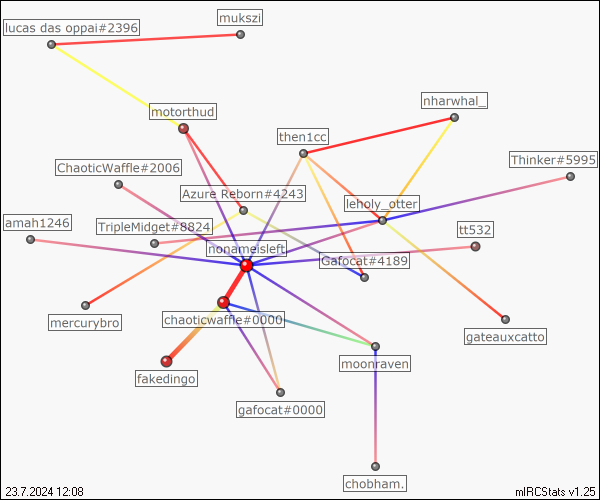 mukszi
lucas das oppai#2396
nharwhal_
motorthud
then1cc
Thinker#5995
ChaoticWaffle#2006
Azure Reborn#4243
leholy_otter
amah1246
TripleMidget#8824
tt532
nonameisleft
Gafocat#4189
mercurybro
chaoticwaffle#0000
gateauxcatto
moonraven
fakedingo
gafocat#0000
chobham.
23.7.2024 12:08
mIRCStats v1.25